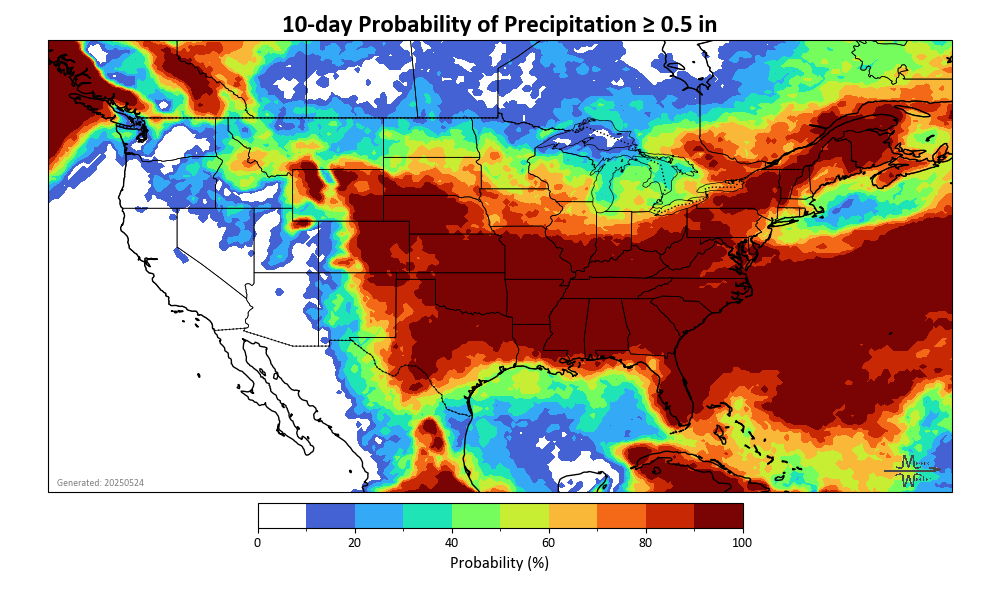 10-day Probability of Precipitation ≥ 0.5 in
Generated: 20250524
0 20 40 60 80 100
Probability (%)